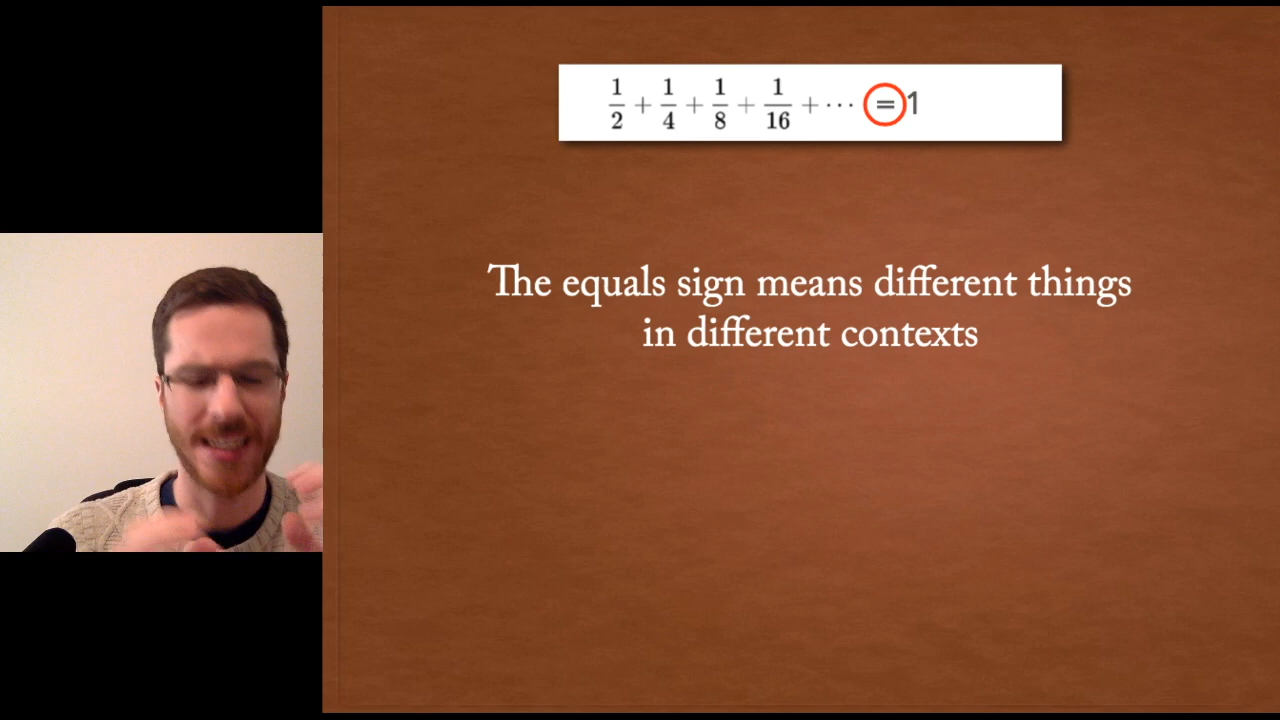 1/2 + 1/4 + 1/8 + 1/16 + ··· = 1
The equals sign means different things
in different contexts